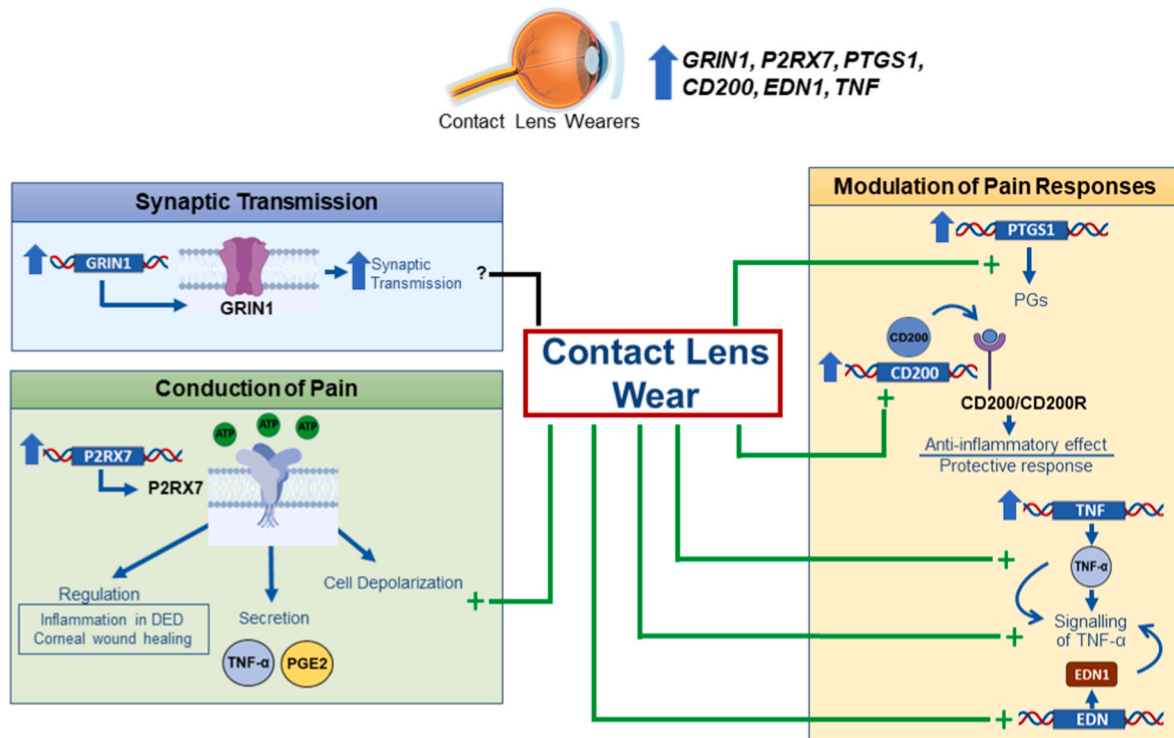 GRIN1, P2RX7, PTGS1,
CD200, EDN1, TNF
Contact Lens Wearers
Synaptic Transmission
GRIN1
GRIN1
Synaptic
Transmission
?
Conduction of Pain
ATP
ATP
ATP
P2RX7
P2RX7
Regulation
Inflammation in DED
Corneal wound healing
Secretion
TNF-α
PGE2
Cell Depolarization
+
Contact Lens
Wear
Modulation of Pain Responses
PTGS1
+
PGs
CD200
CD200
+
CD200/CD200R
Anti-inflammatory effect
Protective response
TNF
+
TNF-α
+
Signalling
of TNF-α
EDN1
+
EDN